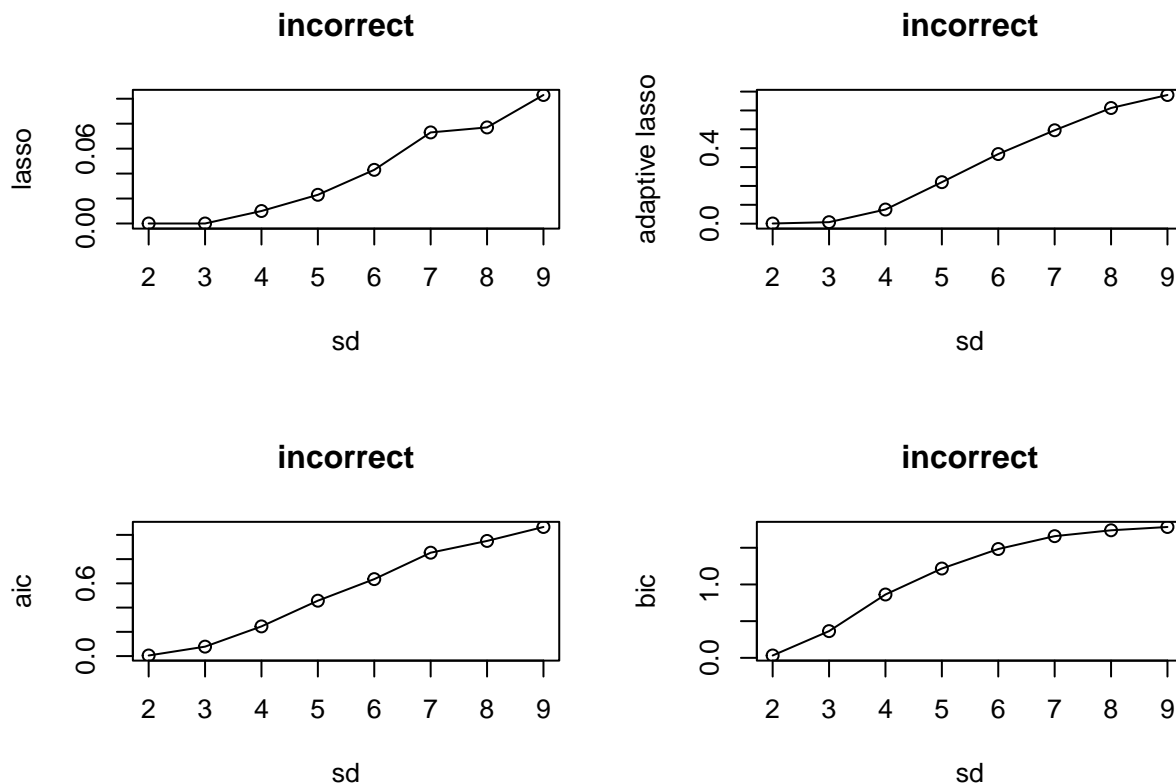 incorrect
lasso
0.00
0.06
2 3 4 5 6 7 8 9
sd
incorrect
adaptive lasso
0.0
0.4
2 3 4 5 6 7 8 9
sd
incorrect
aic
0.0
0.6
2 3 4 5 6 7 8 9
sd
incorrect
bic
0.0
1.0
2 3 4 5 6 7 8 9
sd